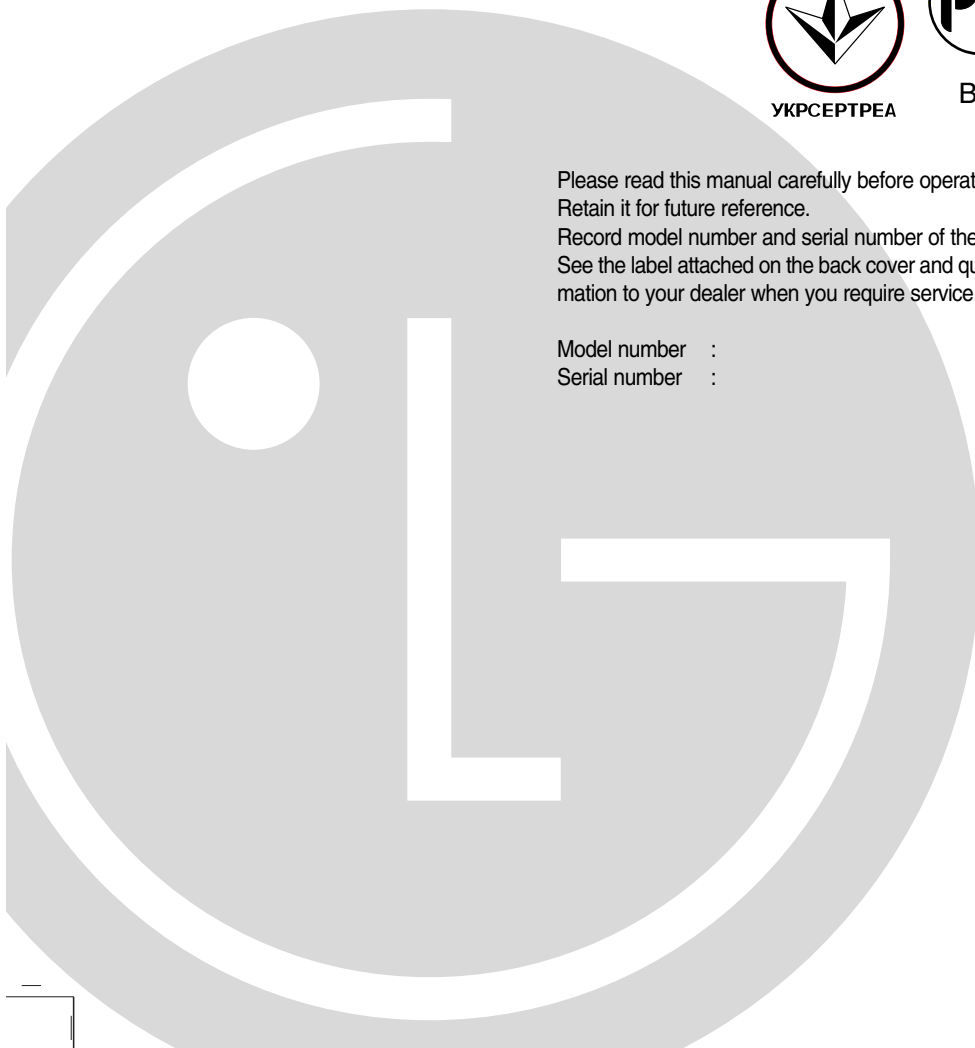 УКРСЕРТРЕА
B
Please read this manual carefully before operat
Retain it for future reference.
Record model number and serial number of the
See the label attached on the back cover and qu
mation to your dealer when you require service
Model number :
Serial number :